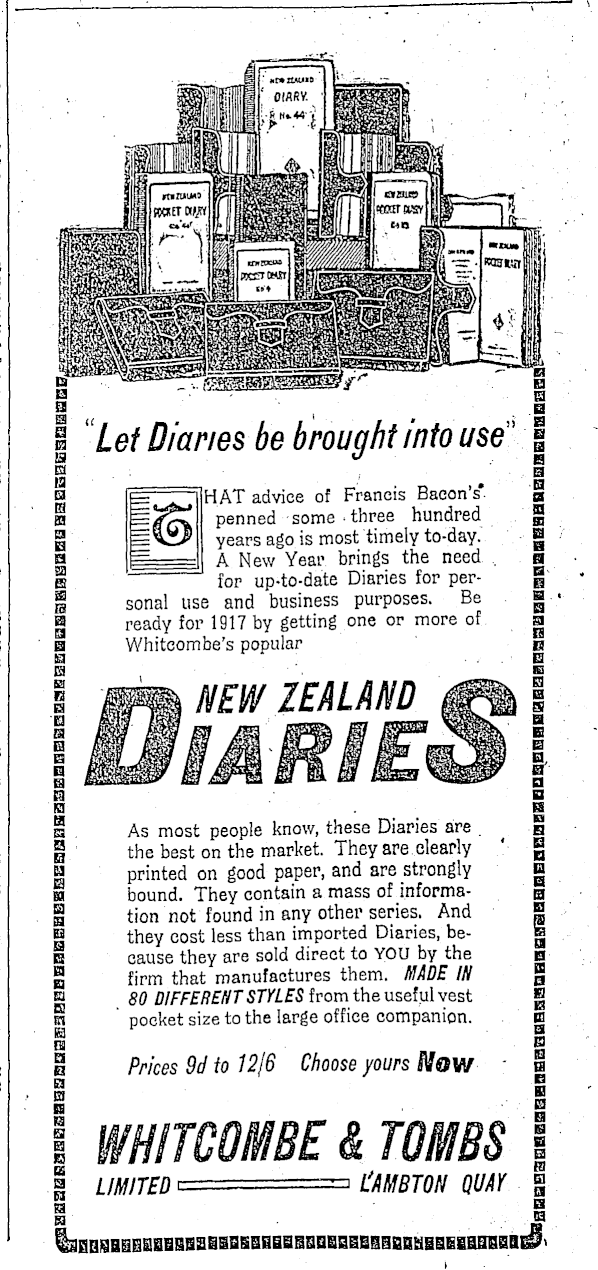 NEW ZEALAND
DIARY.
No. 44
NEW ZEALAND
POCKET DIARY
NEW ZEALAND
POCKET DIARY
NEW ZEALAND
POCKET DIARY
No 4
NEW ZEALAND
POCKET DIARY
"Let Diaries be brought into use"
THAT advice of Francis Bacon's
penned some three hundred
years ago is most timely to-day.
A New Year brings the need
for up-to-date Diaries for per-
sonal use and business purposes. Be
ready for 1917 by getting one or more of
Whitcombe's popular
NEW ZEALAND
DIARIES
As most people know, these Diaries are
the best on the market. They are clearly
printed on good paper, and are strongly
bound. They contain a mass of informa-
tion not found in any other series. And
they cost less than imported Diaries, be-
cause they are sold direct to YOU by the
firm that manufactures them. MADE IN
80 DIFFERENT STYLES from the useful vest
pocket size to the large office companion.
Prices 9d to 12/6 Choose yours Now
WHITCOMBE & TOMBS
LIMITED LAMBTON QUAY